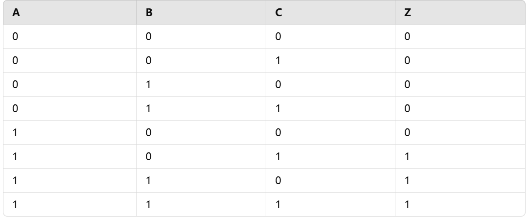 A B C Z
0 0 0 0
0 0 1 0
0 1 0 0
0 1 1 0
1 0 0 0
1 0 1 1
1 1 0 1
1 1 1 1